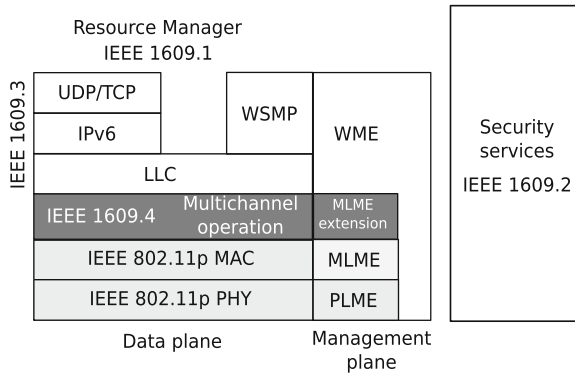 Resource Manager
IEEE 1609.1
IEEE 1609.3
UDP/TCP
IPv6
WSMP
WME
LLC
IEEE 1609.4
Multichannel
operation
MLME
extension
IEEE 802.11p MAC
MLME
IEEE 802.11p PHY
PLME
Data plane
Management
plane
Security
services
IEEE 1609.2